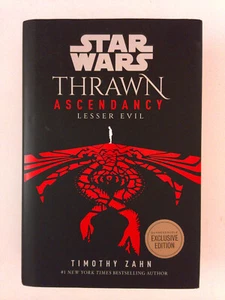 STAR
WARS
THRAWN
ASCENDANCY
LESSER EVIL
EXCLUSIVE
EDITION
TIMOTHY ZAHN
#1 NEW YORK TIMES BESTSELLING AUTHOR